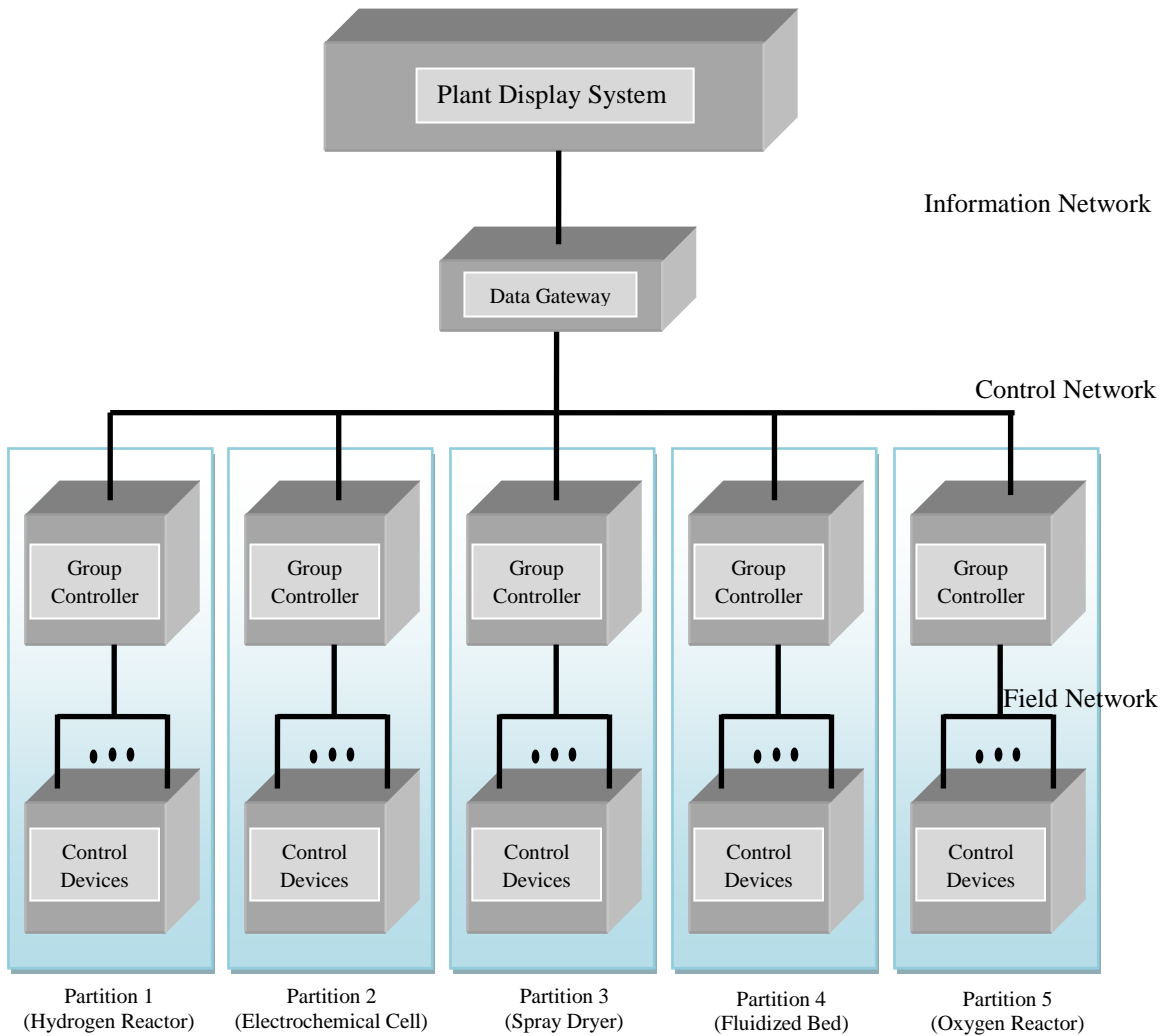 Plant Display System
Information Network
Data Gateway
Control Network
Group
Controller
Group
Controller
Group
Controller
Group
Controller
Group
Controller
Field Network
Control
Devices
Control
Devices
Control
Devices
Control
Devices
Control
Devices
Partition 1
(Hydrogen Reactor)
Partition 2
(Electrochemical Cell)
Partition 3
(Spray Dryer)
Partition 4
(Fluidized Bed)
Partition 5
(Oxygen Reactor)